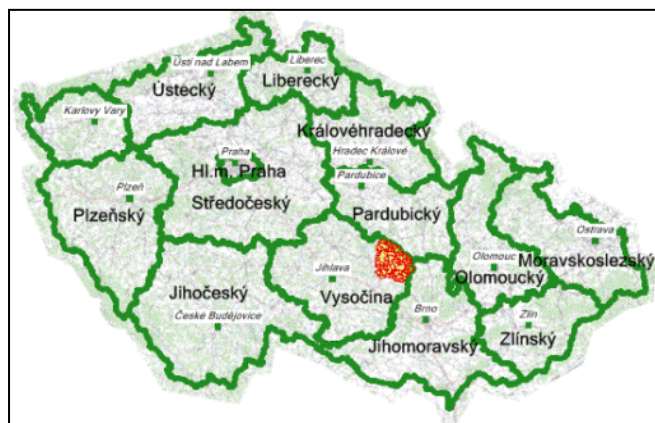 Liberec
Ústí nad Labem
Liberecký
Ústecký
Karlovy Vary
Královéhradecký
Hradec Králové
Praha
Hl.m. Praha
Pardubice
Plzeň
Středočeský
Plzeňský
Pardubický
Ostrava
Olomouc
Moravskoslezský
Olomoucký
Jihlava
Jihočeský
Vysočina
České Budějovice
Brno
Zlín
Zlínský
Jihomoravský